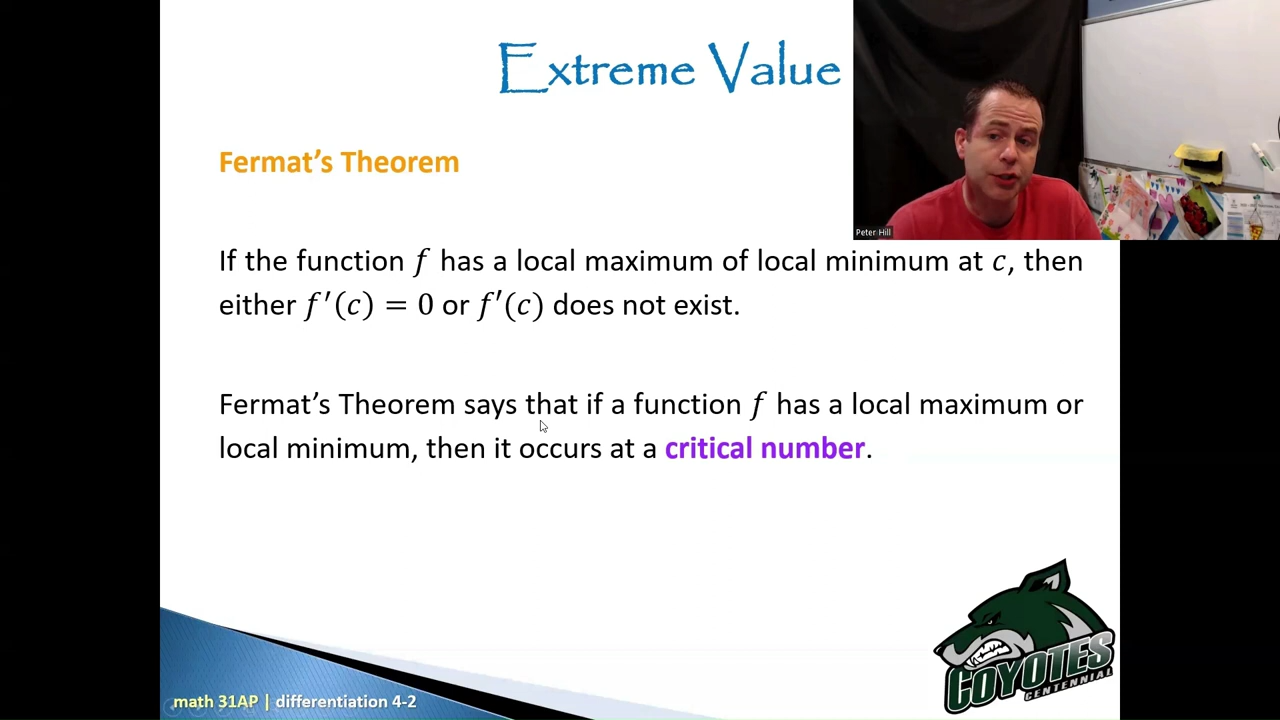 Extreme Value
Fermat's Theorem
Peter Hill
If the function f has a local maximum of local minimum at c, then
either f′(c) = 0 or f′(c) does not exist.
Fermat's Theorem says that if a function f has a local maximum or
local minimum, then it occurs at a critical number.
COYOTES
CENTENNIAL
math 31AP | differentiation 4-2